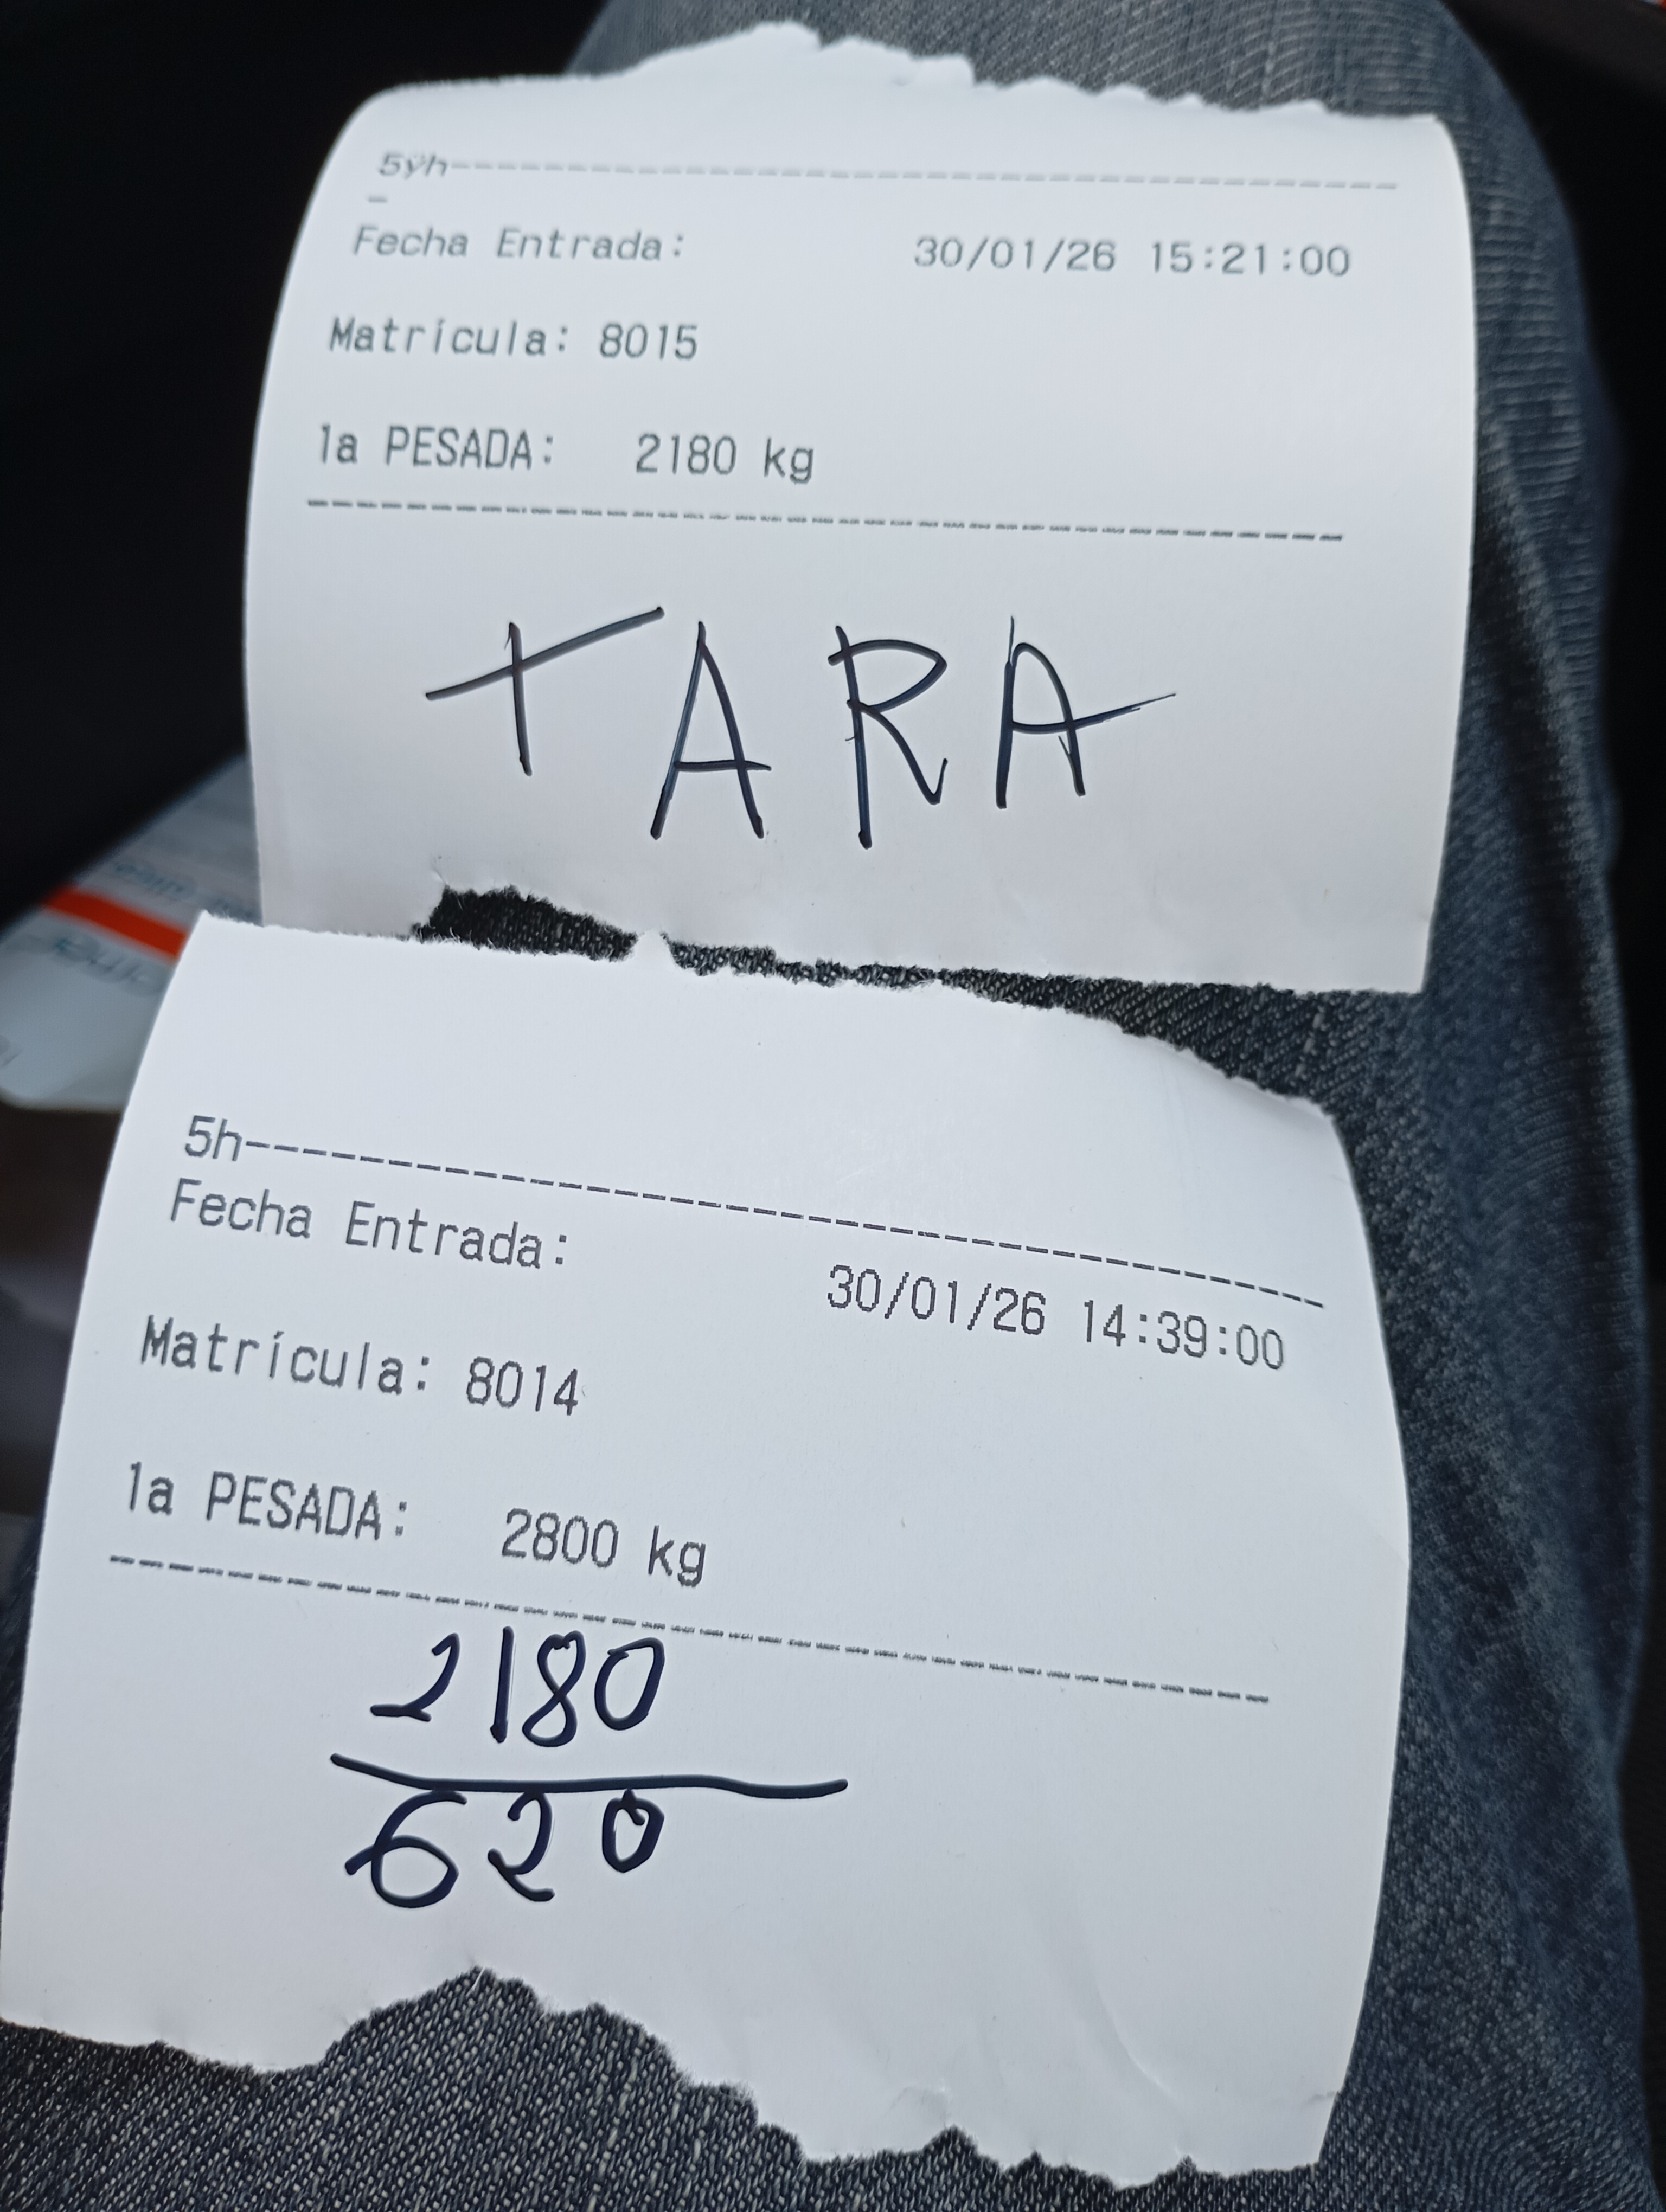 5ÿh----------------------------------------
-
Fecha Entrada: 30/01/26 15:21:00
Matrícula: 8015
1a PESADA: 2180 kg
----------------------------------------
TARA
5h----------------------------------------
Fecha Entrada: 30/01/26 14:39:00
Matrícula: 8014
1a PESADA: 2800 kg
----------------------------------------
2180
620